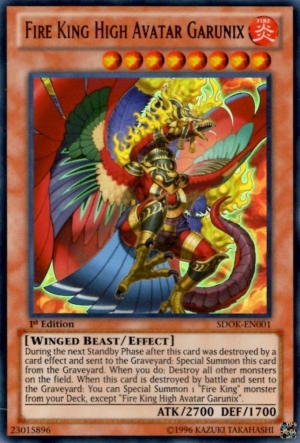 FIRE KING HIGH AVATAR GARUNIX
FIRE
炎
1st Edition
SDOK-EN001
[WINGED BEAST/EFFECT]
During the next Standby Phase after this card was destroyed by a
card effect and sent to the Graveyard: Special Summon this card
from the Graveyard. When you do: Destroy all other monsters
on the field. When this card is destroyed by battle and sent to
the Graveyard: You can Special Summon 1 "Fire King" monster
from your Deck, except "Fire King High Avatar Garunix".
ATK/2700 DEF/1700
23015896
©1996 KAZUKI TAKAHASHI